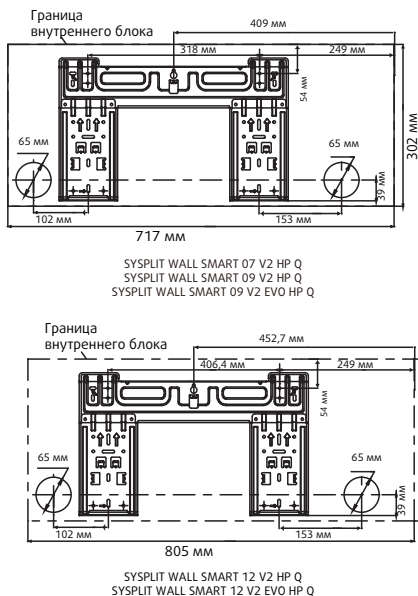 Граница
внутреннего блока
409 мм
318 мм
249 мм
54 мм
302 мм
65 мм
65 мм
39 мм
102 мм
153 мм
717 мм
SYSPLIT WALL SMART 07 V2 HP Q
SYSPLIT WALL SMART 09 V2 HP Q
SYSPLIT WALL SMART 09 V2 EVO HP Q
Граница
внутреннего блока
452,7 мм
406,4 мм
249 мм
54 мм
65 мм
65 мм
39 мм
102 мм
153 мм
805 мм
SYSPLIT WALL SMART 12 V2 HP Q
SYSPLIT WALL SMART 12 V2 EVO HP Q